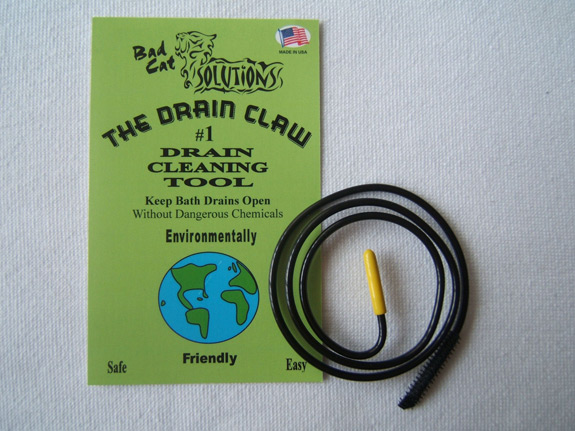 Bad
Cat
SOLUTIONS
MADE IN USA
THE DRAIN CLAW
#1
DRAIN
CLEANING
TOOL
Keep Bath Drains Open
Without Dangerous Chemicals
Environmentally
Friendly
Safe
Easy